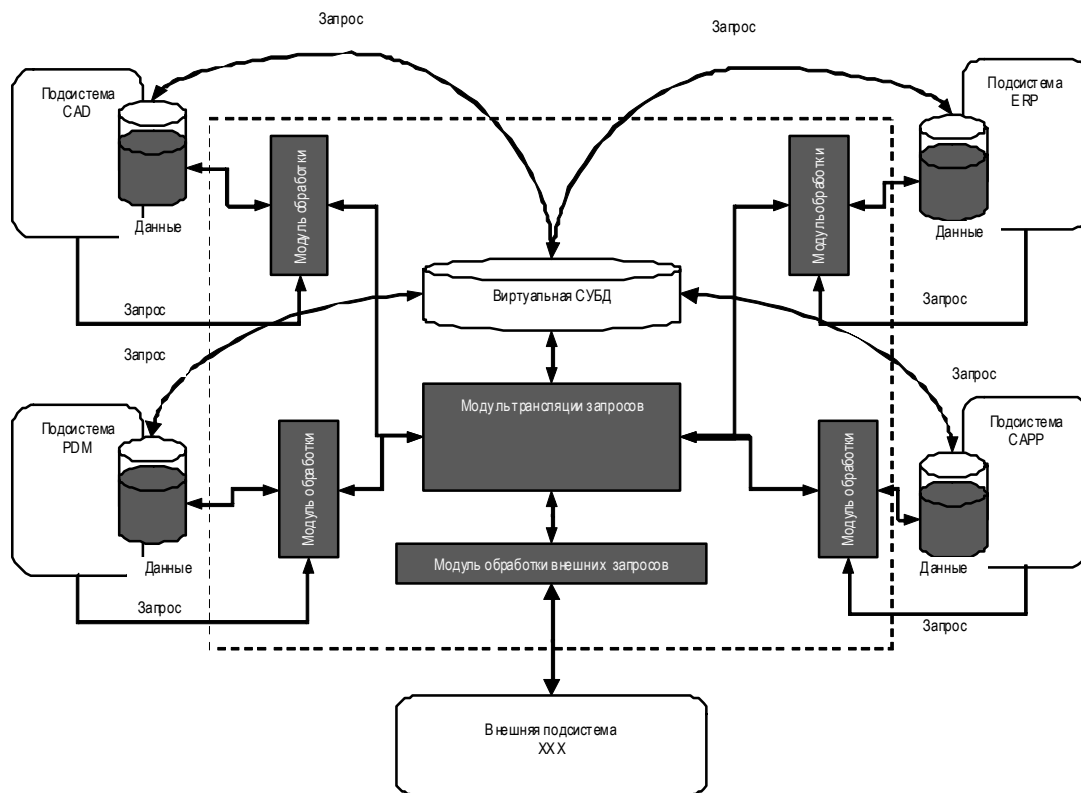 Запрос
Запрос
Подсистема
CAD
Подсистема
ERP
Модуль обработки
Модуль обработки
Данные
Данные
Виртуальная СУБД
Запрос
Запрос
Запрос
Запрос
Модуль трансляции запросов
Подсистема
PDM
Подсистема
CAPP
Модуль обработки
Модуль обработки
Модуль обработки внешних запросов
Данные
Данные
Запрос
Запрос
Внешняя подсистема
XXX